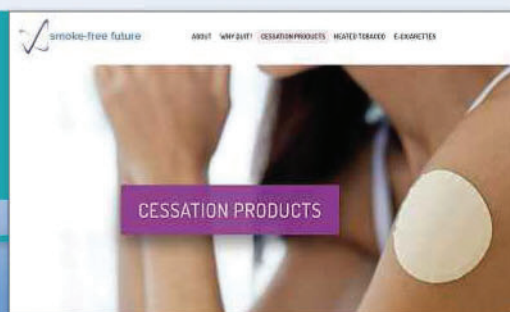 smoke-free future
ABOUT WHY QUIT? CESSATION PRODUCTS HEATED TOBACCO E-CIGARETTES
CESSATION PRODUCTS